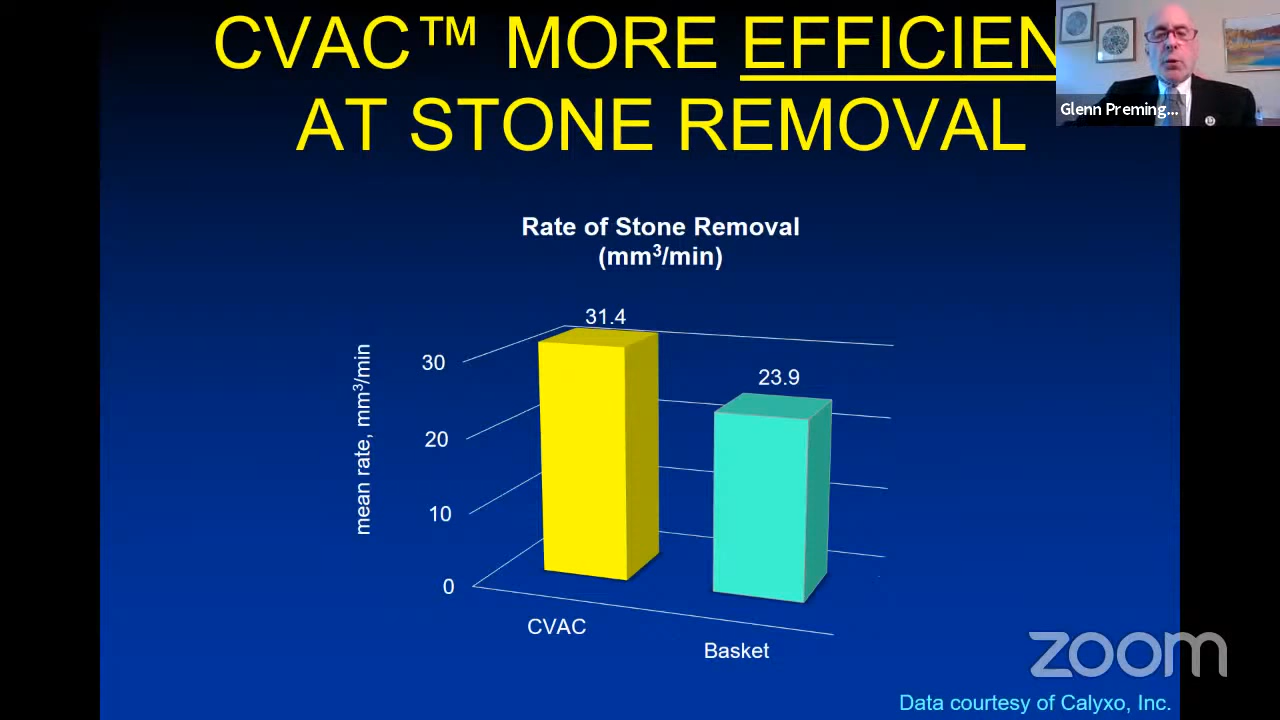 CVAC™ MORE EFFICIEN
AT STONE REMOVAL
Glenn Preming...
Rate of Stone Removal
(mm³/min)
31.4
23.9
mean rate, mm³/min
30
20
10
0
CVAC
Basket
zoom
Data courtesy of Calyxo, Inc.